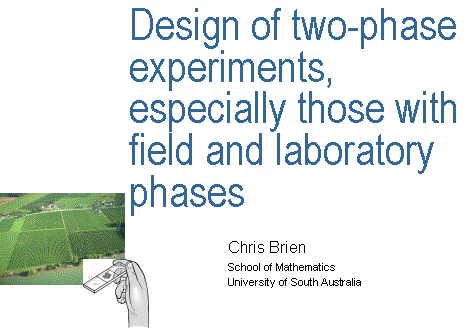 Design of two-phase
experiments,
especially those with
field and laboratory
phases
Chris Brien
School of Mathematics
University of South Australia